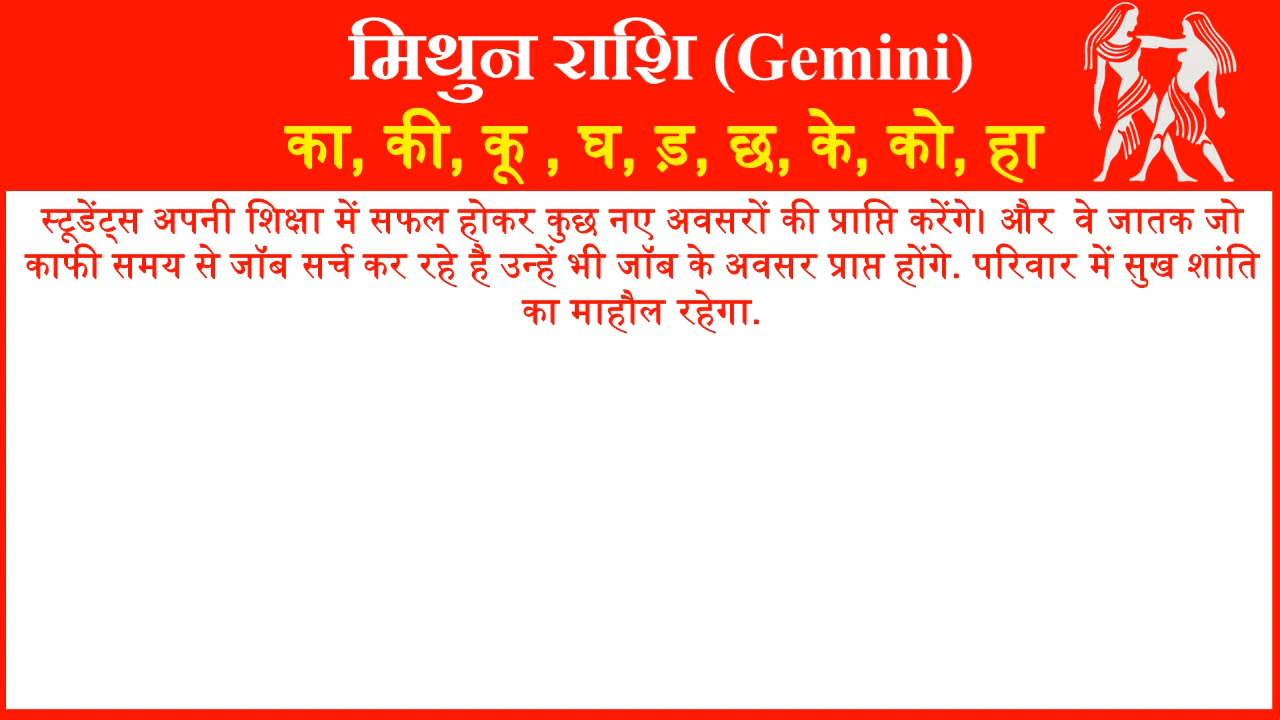 मिथुन राशि (Gemini)
का, की, कू , घ, ड़, छ, के, को, हा
स्टूडेंट्स अपनी शिक्षा में सफल होकर कुछ नए अवसरों की प्राप्ति करेंगे। और वे जातक जो
काफी समय से जॉब सर्च कर रहे है उन्हें भी जॉब के अवसर प्राप्त होंगे. परिवार में सुख शांति
का माहौल रहेगा.